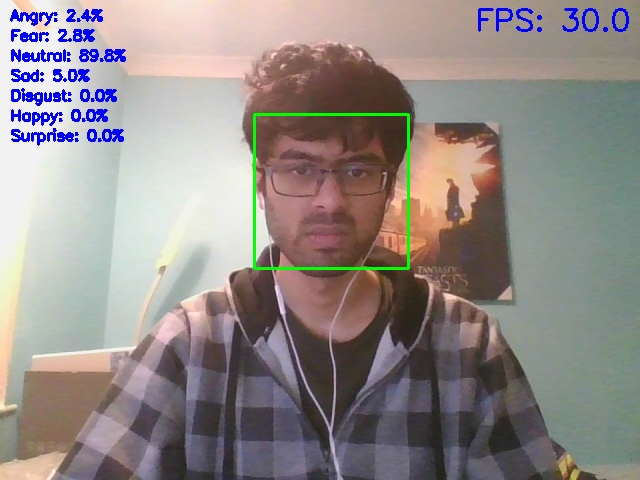 Angry: 2.4%
Fear: 2.8%
Neutral: 89.8%
Sad: 5.0%
Disgust: 0.0%
Happy: 0.0%
Surprise: 0.0%
FPS: 30.0
FANTASTIC